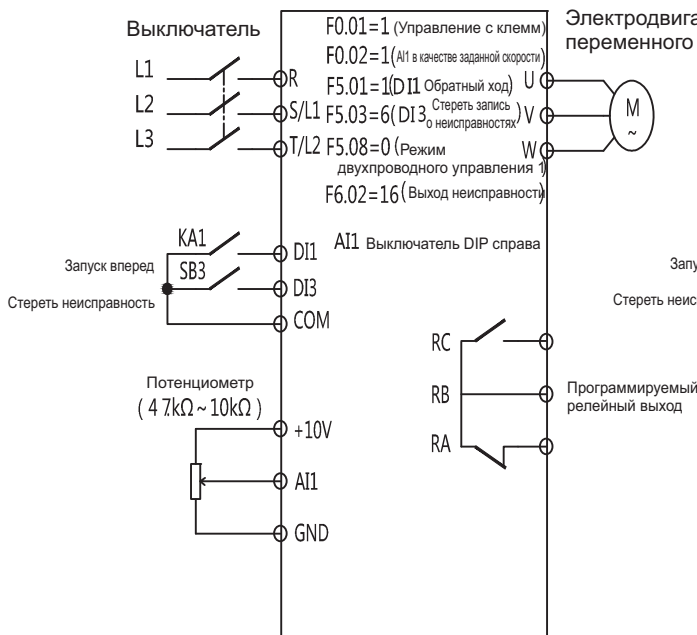 Выключатель
L1
L2
L3
R
S/L1
T/L2
F0.01=1 (Управление с клемм)
F0.02=1(AI1 в качестве заданной скорости)
F5.01=1(DI1 Обратный ход)
F5.03=6(DI3 Стереть запись о неисправностях)
F5.08=0(Режим
двухпроводного управления 1)
F6.02=16(Выход неисправности)
U
V
W
Электродвига
переменного
M
~
KA1
Запуск вперед
SB3
Стереть неисправность
DI1
DI3
COM
AI1 Выключатель DIP справа
Запу
Стереть неис
Потенциометр
(4 7kΩ~10kΩ)
+10V
AI1
GND
RC
RB
RA
Программируемый
релейный выход